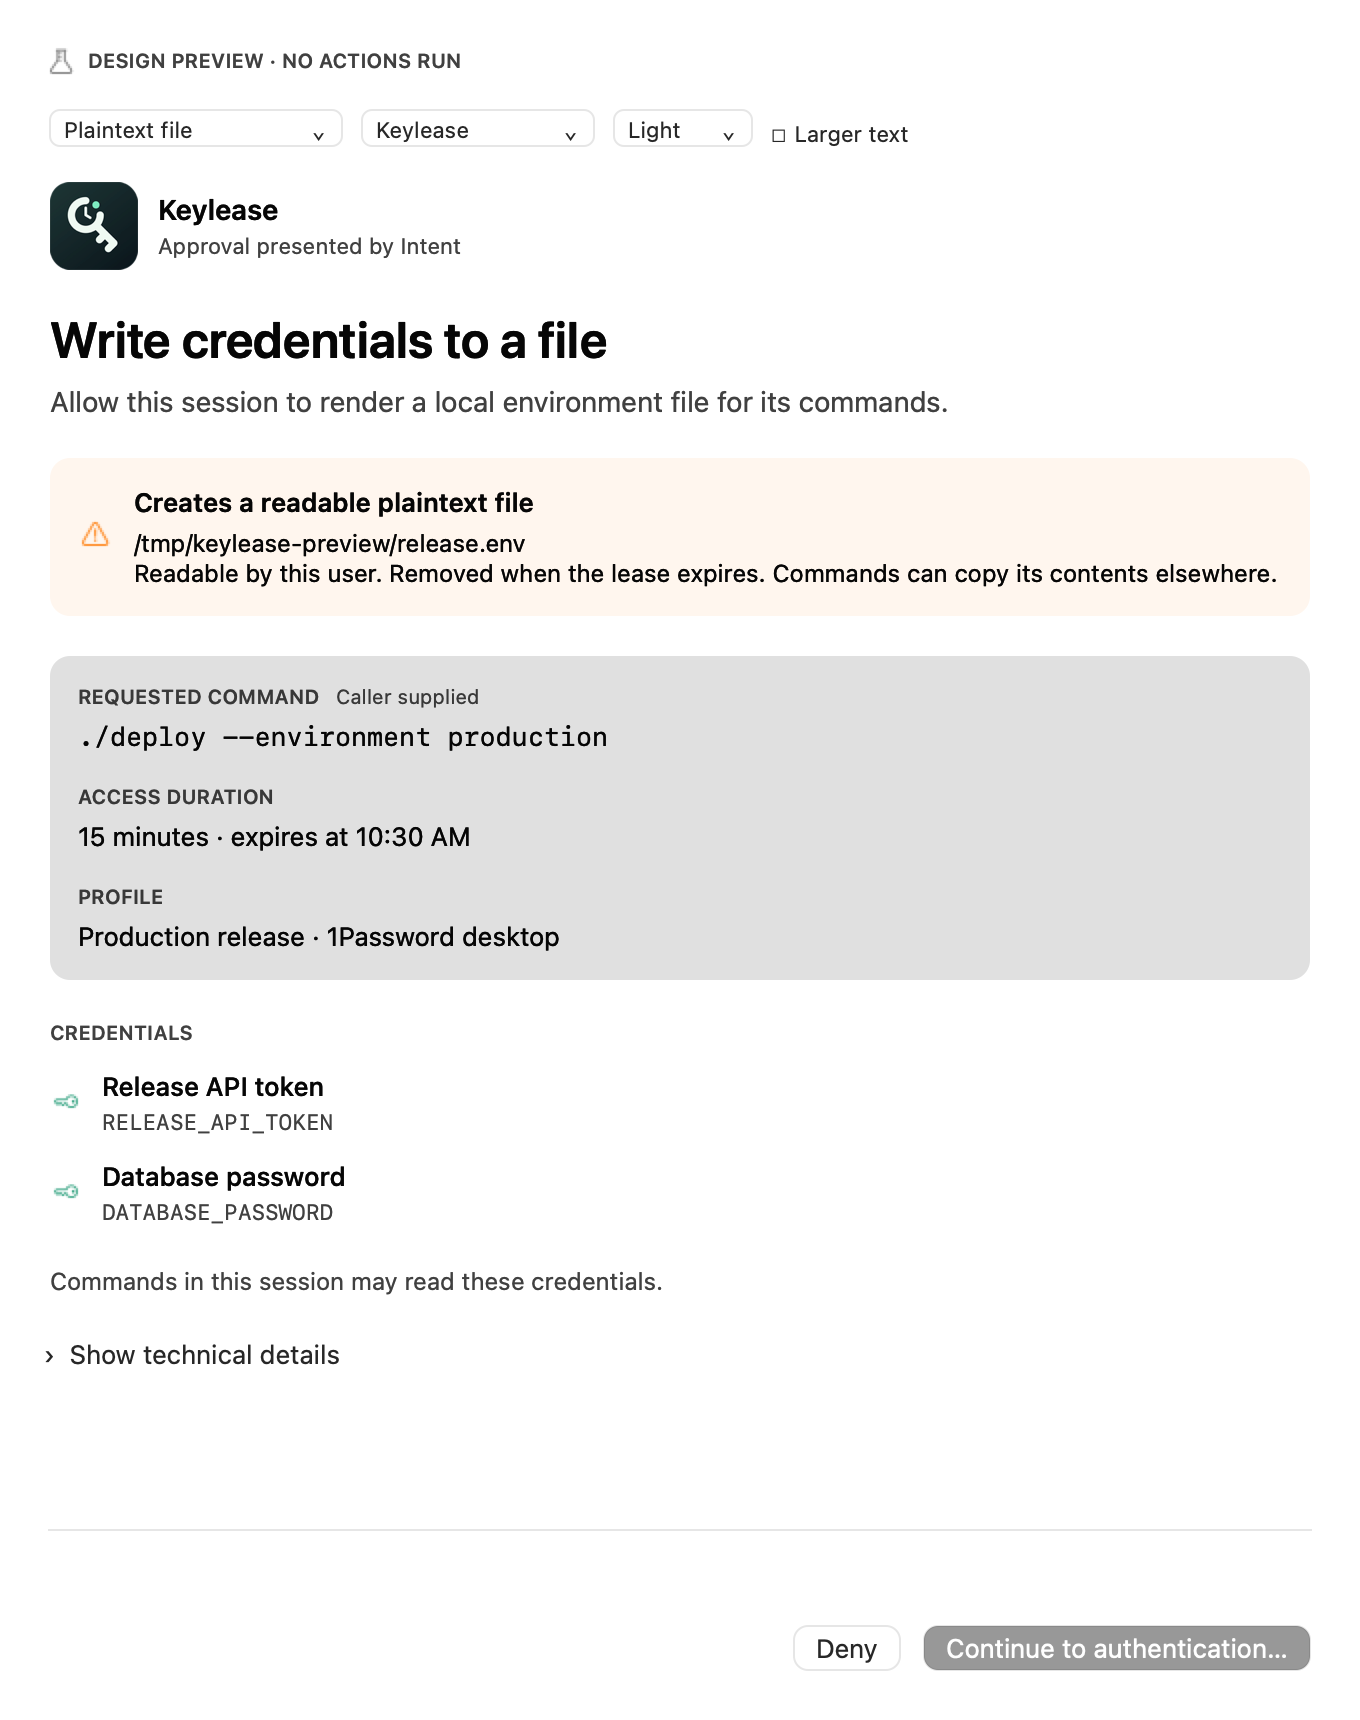 DESIGN PREVIEW · NO ACTIONS RUN
Plaintext file
Keylease
Light
Larger text
Keylease
Approval presented by Intent
Write credentials to a file
Allow this session to render a local environment file for its commands.
Creates a readable plaintext file
/tmp/keylease-preview/release.env
Readable by this user. Removed when the lease expires. Commands can copy its contents elsewhere.
REQUESTED COMMAND Caller supplied
./deploy --environment production
ACCESS DURATION
15 minutes · expires at 10:30 AM
PROFILE
Production release · 1Password desktop
CREDENTIALS
Release API token
RELEASE_API_TOKEN
Database password
DATABASE_PASSWORD
Commands in this session may read these credentials.
Show technical details
Deny
Continue to authentication...